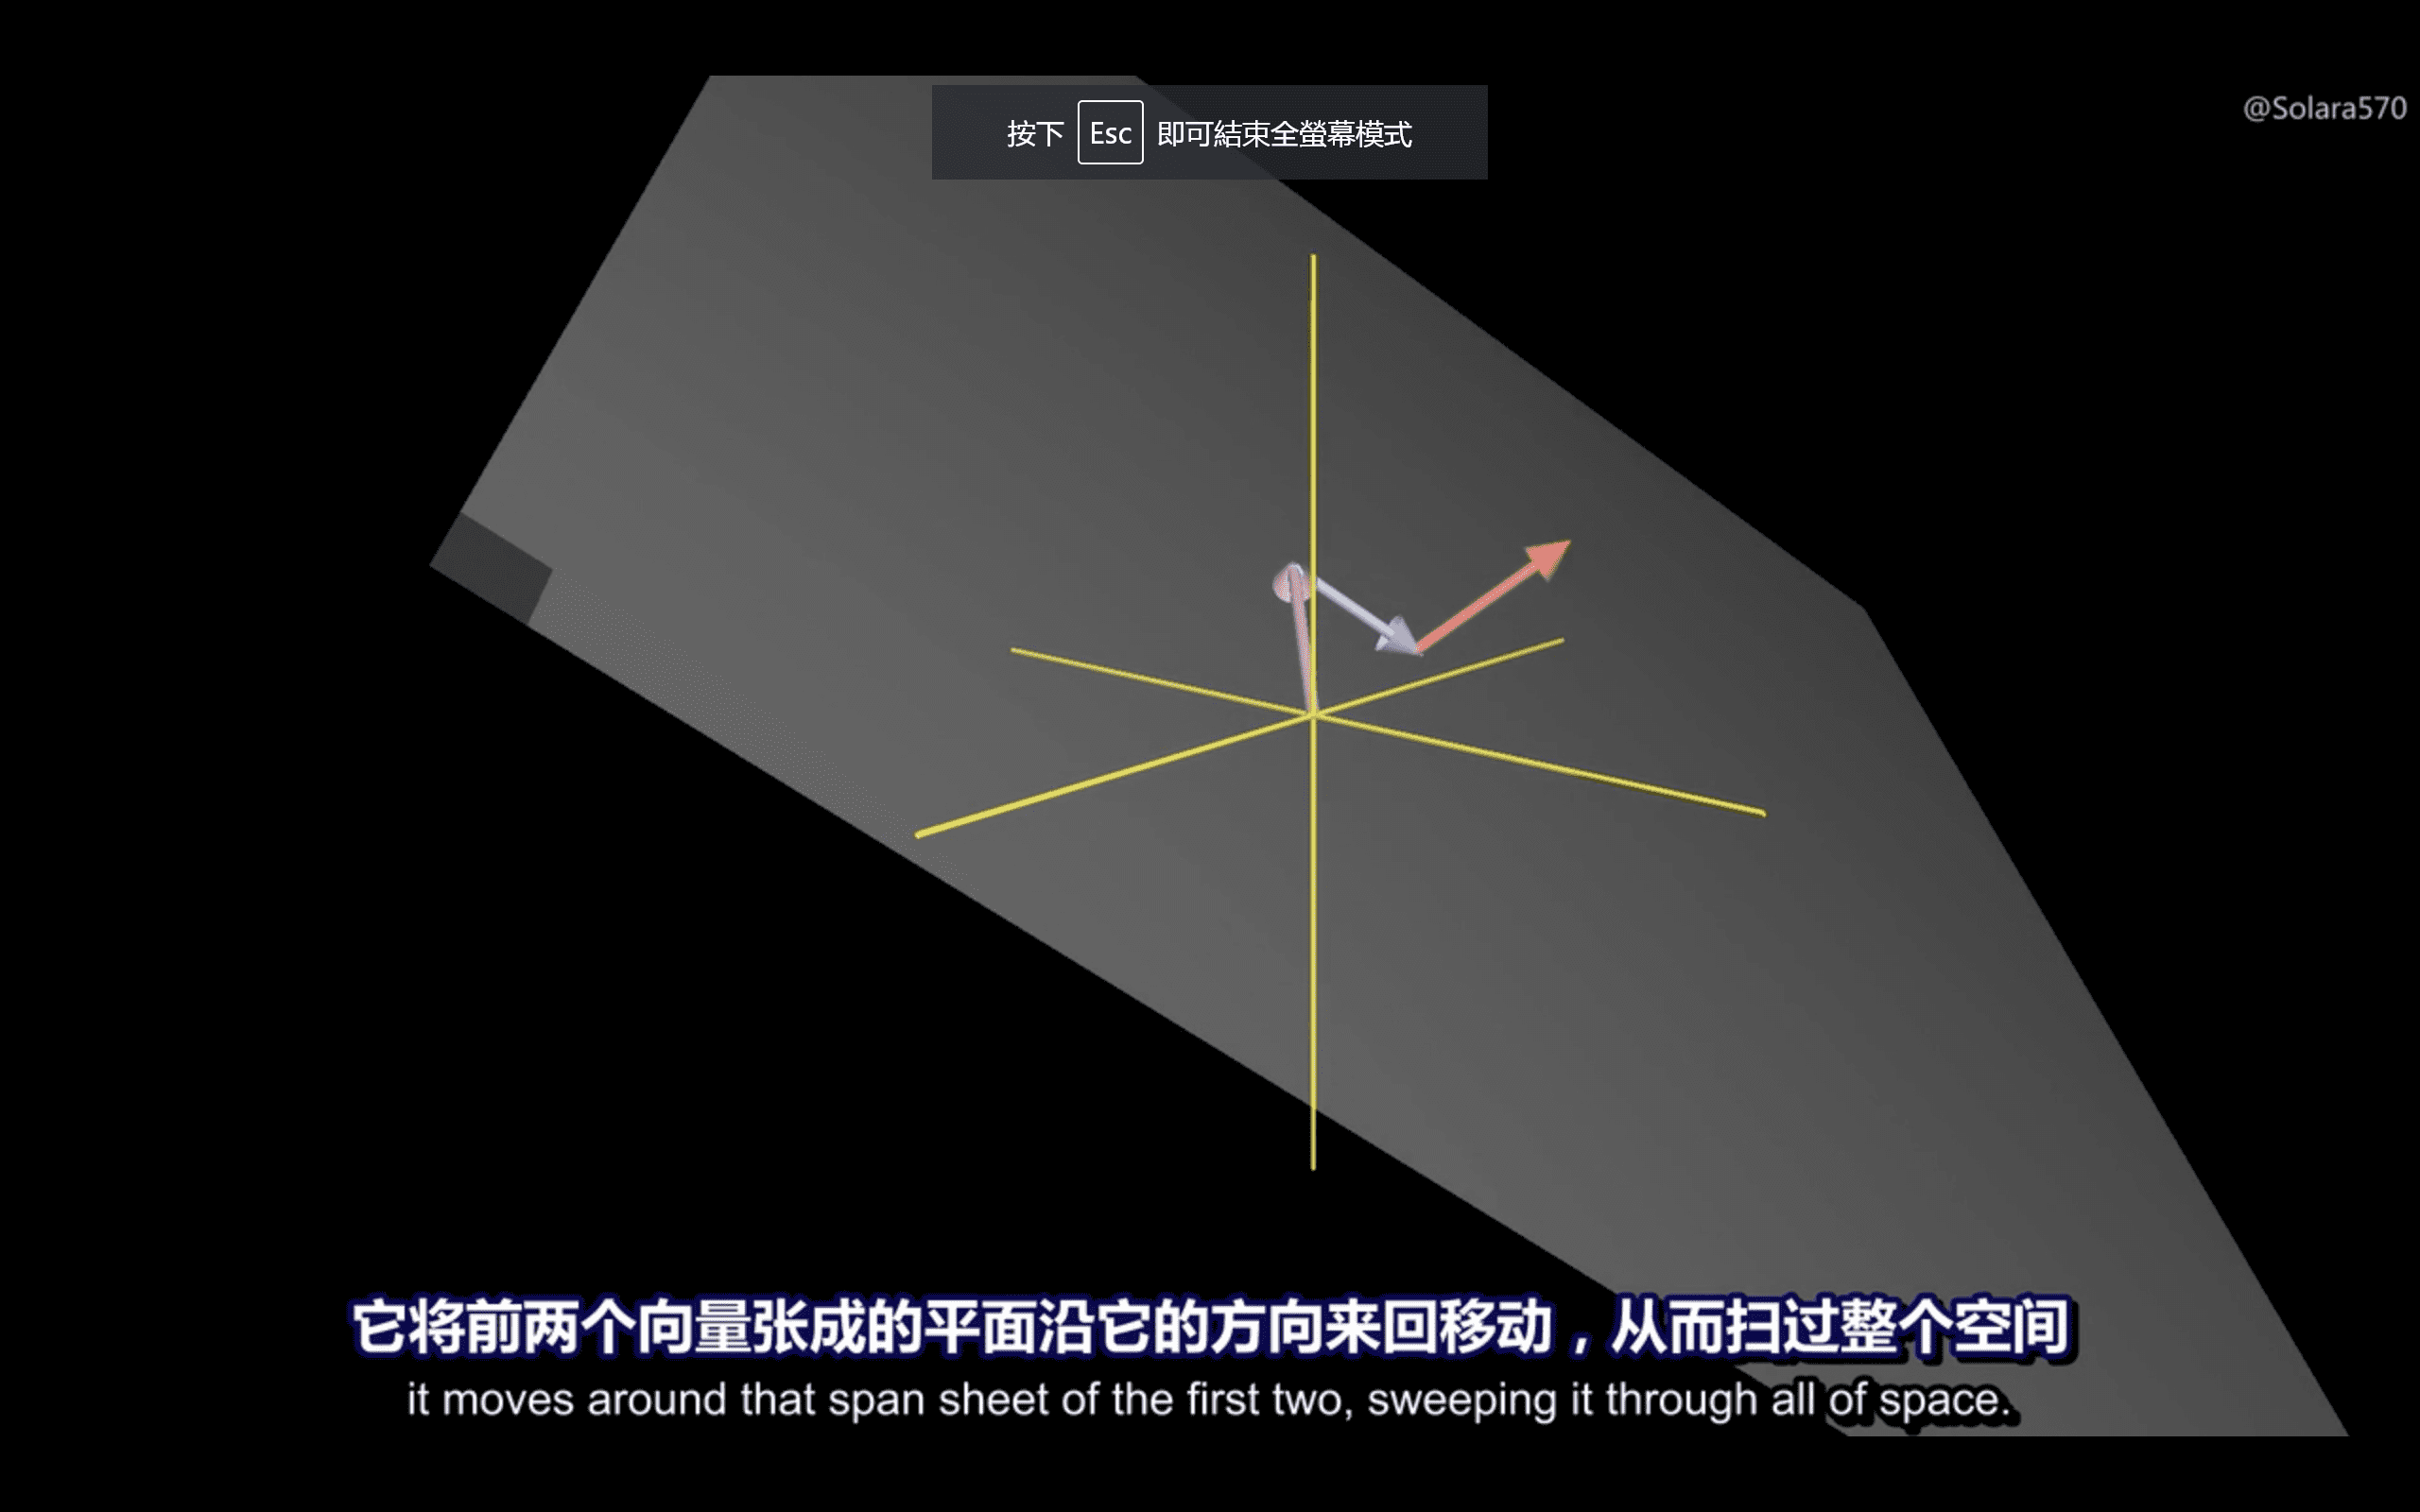 @Solara570
按下 Esc 即可結束全螢幕模式
它将前两个向量张成的平面沿它的方向来回移动，从而扫过整个空间
it moves around that span sheet of the first two, sweeping it through all of space.